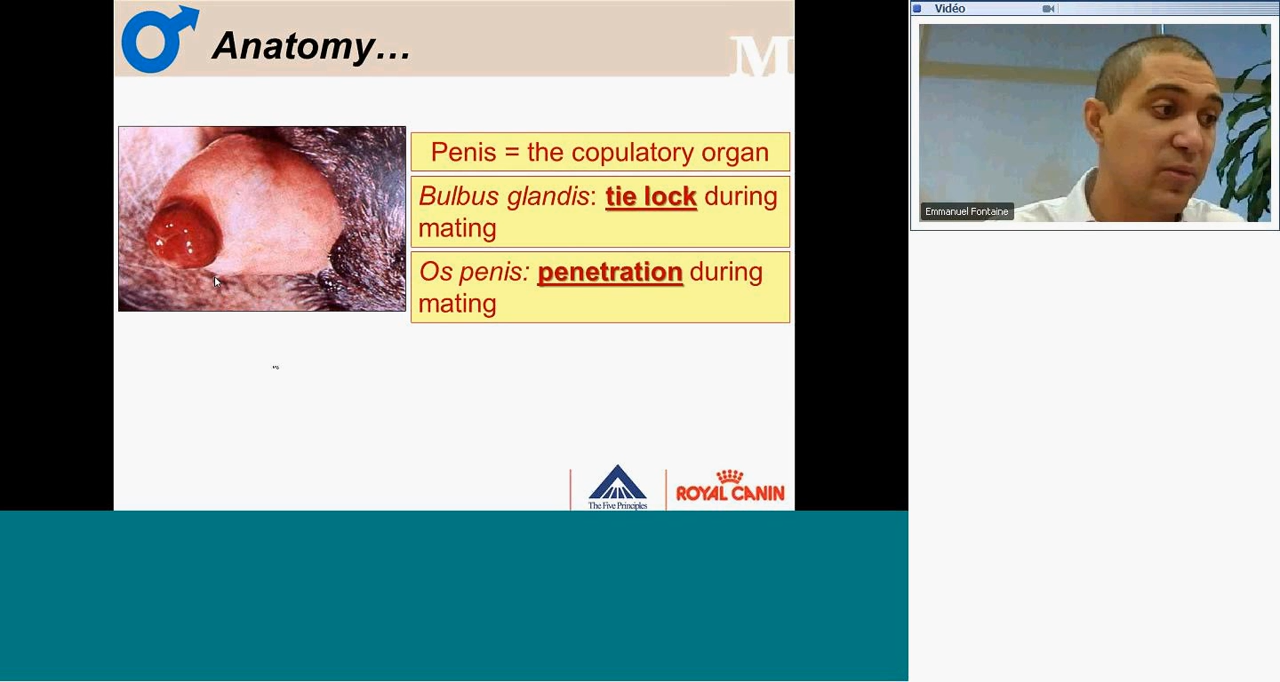 Anatomy...
M
Penis = the copulatory organ
Bulbus glandis: tie lock during
mating
Os penis: penetration during
mating
The Five Principles
ROYAL CANIN
Vidéo
Emmanuel Fontaine